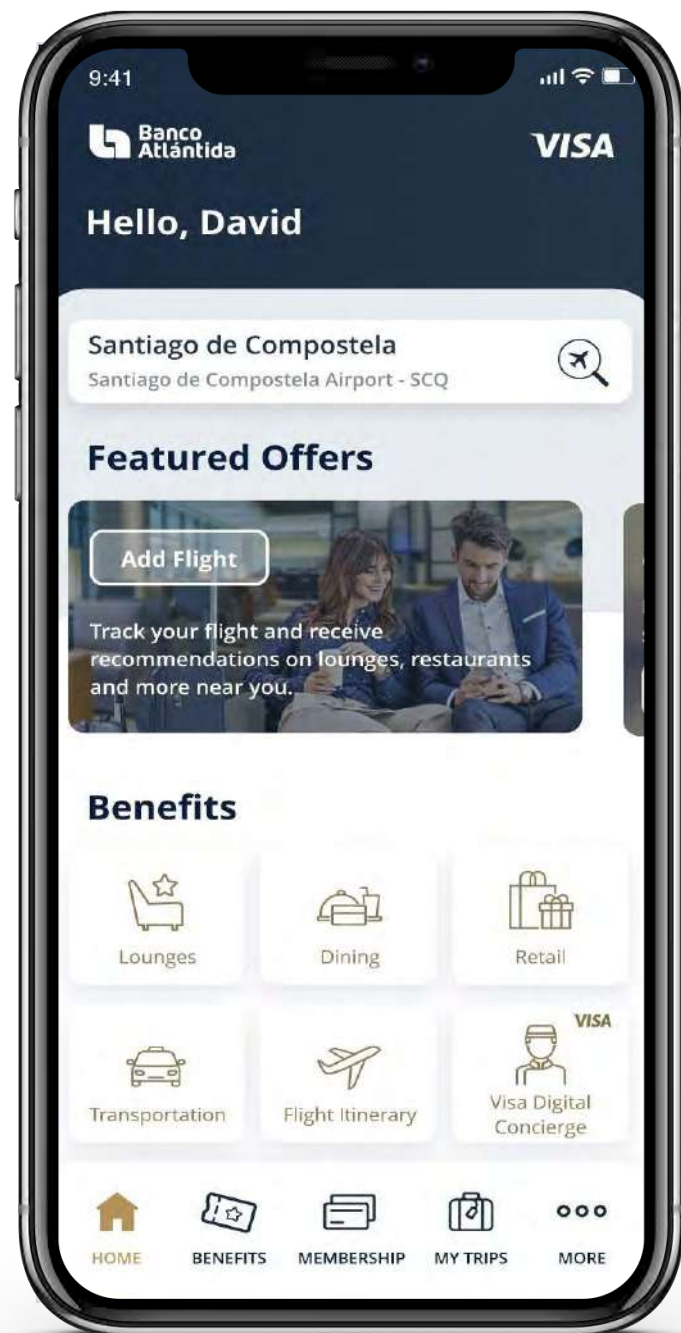 9:41
Banco
Atlántida
VISA
Hello, David
Santiago de Compostela
Santiago de Compostela Airport - SCQ
Featured Offers
Add Flight
Track your flight and receive
recommendations on lounges, restaurants
and more near you.
Benefits
Lounges
Dining
Retail
Transportation
Flight Itinerary
VISA
Visa Digital
Concierge
HOME
BENEFITS
MEMBERSHIP
MY TRIPS
MORE